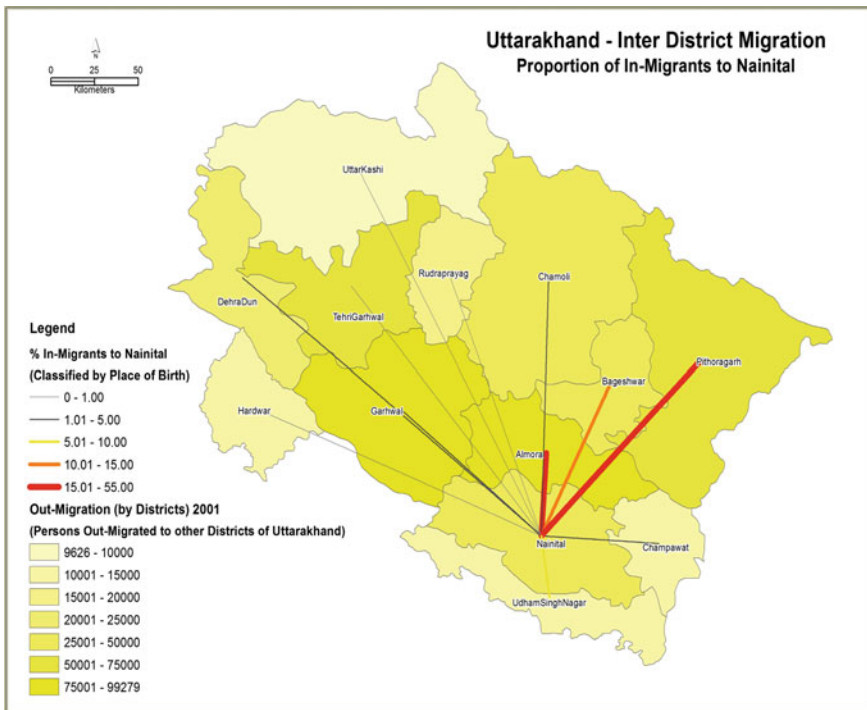 Uttarakhand - Inter District Migration
Proportion of In-Migrants to Nainital
N
0 25 50
Kilometers
UttarKashi
Rudraprayag
Chamoli
DehraDun
TehriGarhwal
Pithoragarh
Bageshwar
Hardwar
Garhwal
Almora
Nainital
Champawat
UdhamSinghNagar
Legend
% In-Migrants to Nainital
(Classified by Place of Birth)
0 - 1.00
1.01 - 5.00
5.01 - 10.00
10.01 - 15.00
15.01 - 55.00
Out-Migration (by Districts) 2001
(Persons Out-Migrated to other Districts of Uttarakhand)
9626 - 10000
10001 - 15000
15001 - 20000
20001 - 25000
25001 - 50000
50001 - 75000
75001 - 99279